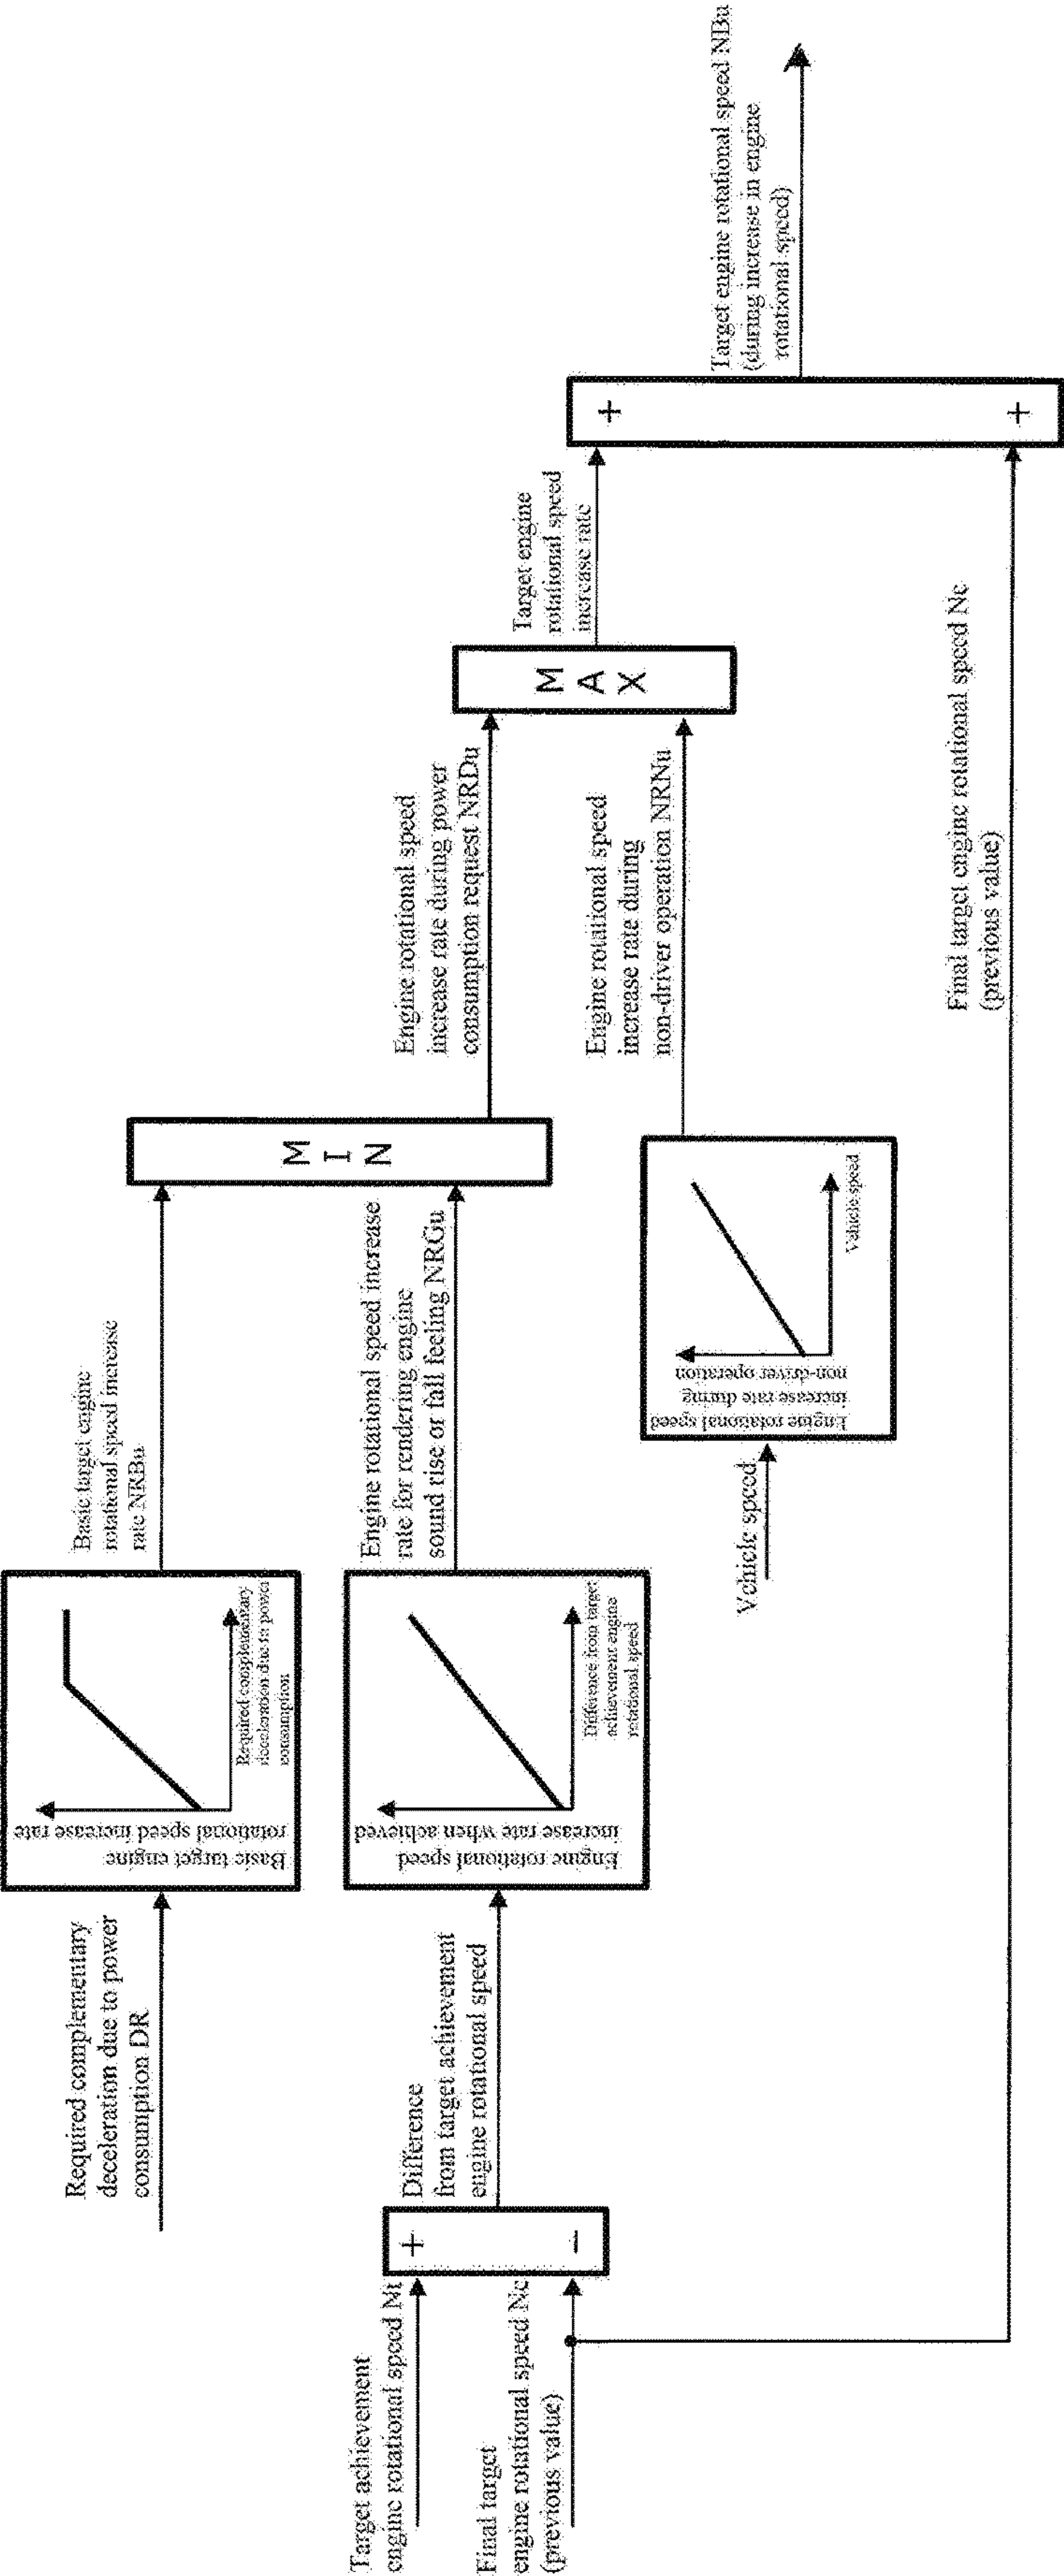 Required complementary
deceleration due to power
consumption DR
Basic target engine
rotational speed increase rate
Required complementary
deceleration due to power
consumption
Basic target engine
rotational speed increase
rate NRBu
Target achievement
engine rotational speed Nt
Final target
engine rotational speed Nc
(previous value)
+
−
Difference
from target achievement
engine rotational speed
Engine rotational speed
increase rate when achieved
Difference from target
achievement engine
rotational speed
Engine rotational speed increase
rate for rendering engine
sound rise or fall feeling NRGu
M
I
N
Vehicle speed
Engine rotational speed
increase rate during
non-driver operation
Vehicle speed
Engine rotational speed
increase rate during power
consumption request NRDu
Engine rotational speed
increase rate during
non-driver operation NRNu
M
A
X
Target engine
rotational speed
increase rate
Final target engine rotational speed Nc
(previous value)
+
+
Target engine rotational speed NBu
(during increase in engine
rotational speed)